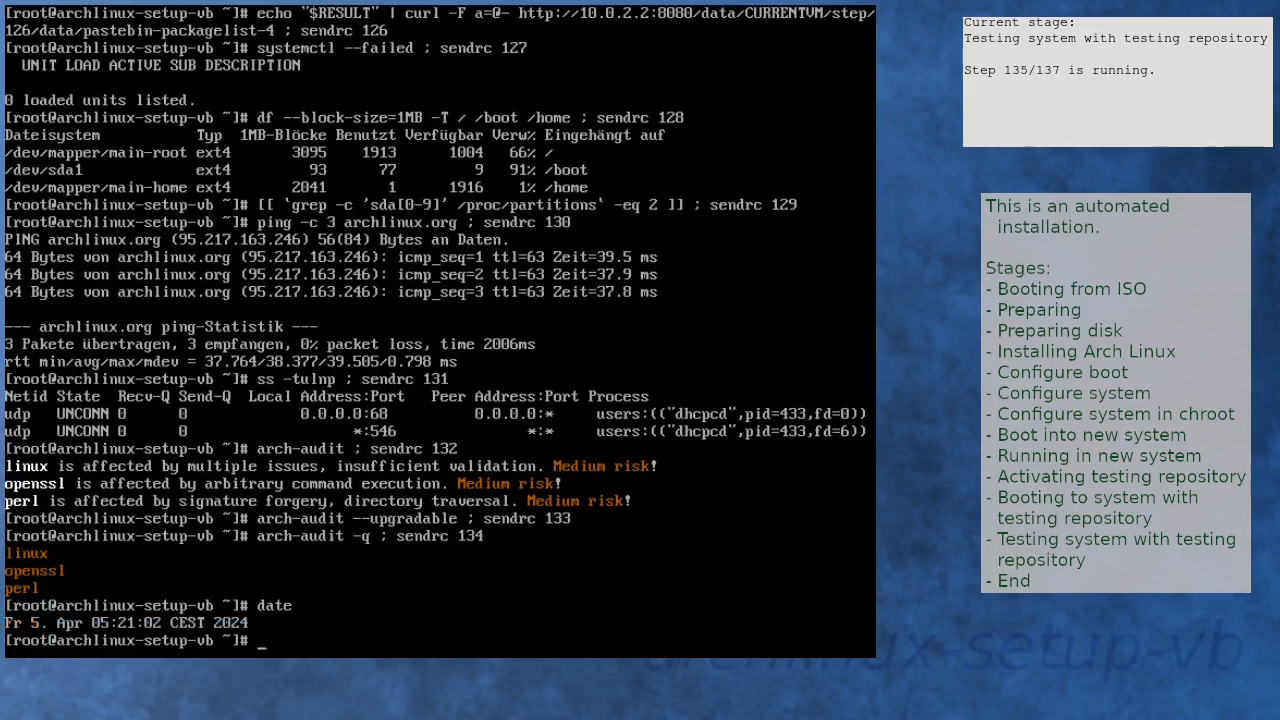 [root@archlinux-setup-vb ~]# echo "$RESULT" | curl -F a=@- http://10.0.2.2:8080/data/CURRENTVM/step/
126/data/pastebin-packagelist-4 ; sendrc 126
[root@archlinux-setup-vb ~]# systemctl --failed ; sendrc 127
  UNIT LOAD ACTIVE SUB DESCRIPTION
0 loaded units listed.
[root@archlinux-setup-vb ~]# df --block-size=1MB -T / /boot /home ; sendrc 128
Dateisystem           Typ  1MB-Blöcke Benutzt Verfügbar Verw% Eingehängt auf
/dev/mapper/main-root ext4       3095    1913      1004   66% /
/dev/sda1             ext4         93      77         9   91% /boot
/dev/mapper/main-home ext4       2041       1      1916    1% /home
[root@archlinux-setup-vb ~]# [[ `grep -c 'sda[0-9]' /proc/partitions` -eq 2 ]] ; sendrc 129
[root@archlinux-setup-vb ~]# ping -c 3 archlinux.org ; sendrc 130
PING archlinux.org (95.217.163.246) 56(84) Bytes an Daten.
64 Bytes von archlinux.org (95.217.163.246): icmp_seq=1 ttl=63 Zeit=39.5 ms
64 Bytes von archlinux.org (95.217.163.246): icmp_seq=2 ttl=63 Zeit=37.9 ms
64 Bytes von archlinux.org (95.217.163.246): icmp_seq=3 ttl=63 Zeit=37.8 ms
--- archlinux.org ping-Statistik ---
3 Pakete übertragen, 3 empfangen, 0% packet loss, time 2006ms
rtt min/avg/max/mdev = 37.764/38.377/39.505/0.798 ms
[root@archlinux-setup-vb ~]# ss -tulnp ; sendrc 131
Netid State  Recv-Q Send-Q  Local Address:Port   Peer Address:Port Process
udp   UNCONN 0      0             0.0.0.0:68          0.0.0.0:*     users:(("dhcpcd",pid=433,fd=0))
udp   UNCONN 0      0                   *:546               *:*     users:(("dhcpcd",pid=433,fd=6))
[root@archlinux-setup-vb ~]# arch-audit ; sendrc 132
linux is affected by multiple issues, insufficient validation. Medium risk!
openssl is affected by arbitrary command execution. Medium risk!
perl is affected by signature forgery, directory traversal. Medium risk!
[root@archlinux-setup-vb ~]# arch-audit --upgradable ; sendrc 133
[root@archlinux-setup-vb ~]# arch-audit -q ; sendrc 134
linux
openssl
perl
[root@archlinux-setup-vb ~]# date
Fr 5. Apr 05:21:02 CEST 2024
[root@archlinux-setup-vb ~]# _
Current stage:
Testing system with testing repository
Step 135/137 is running.
This is an automated
installation.
Stages:
- Booting from ISO
- Preparing
- Preparing disk
- Installing Arch Linux
- Configure boot
- Configure system
- Configure system in chroot
- Boot into new system
- Running in new system
- Activating testing repository
- Booting to system with
testing repository
- Testing system with testing
repository
- End
archlinux-setup-vb